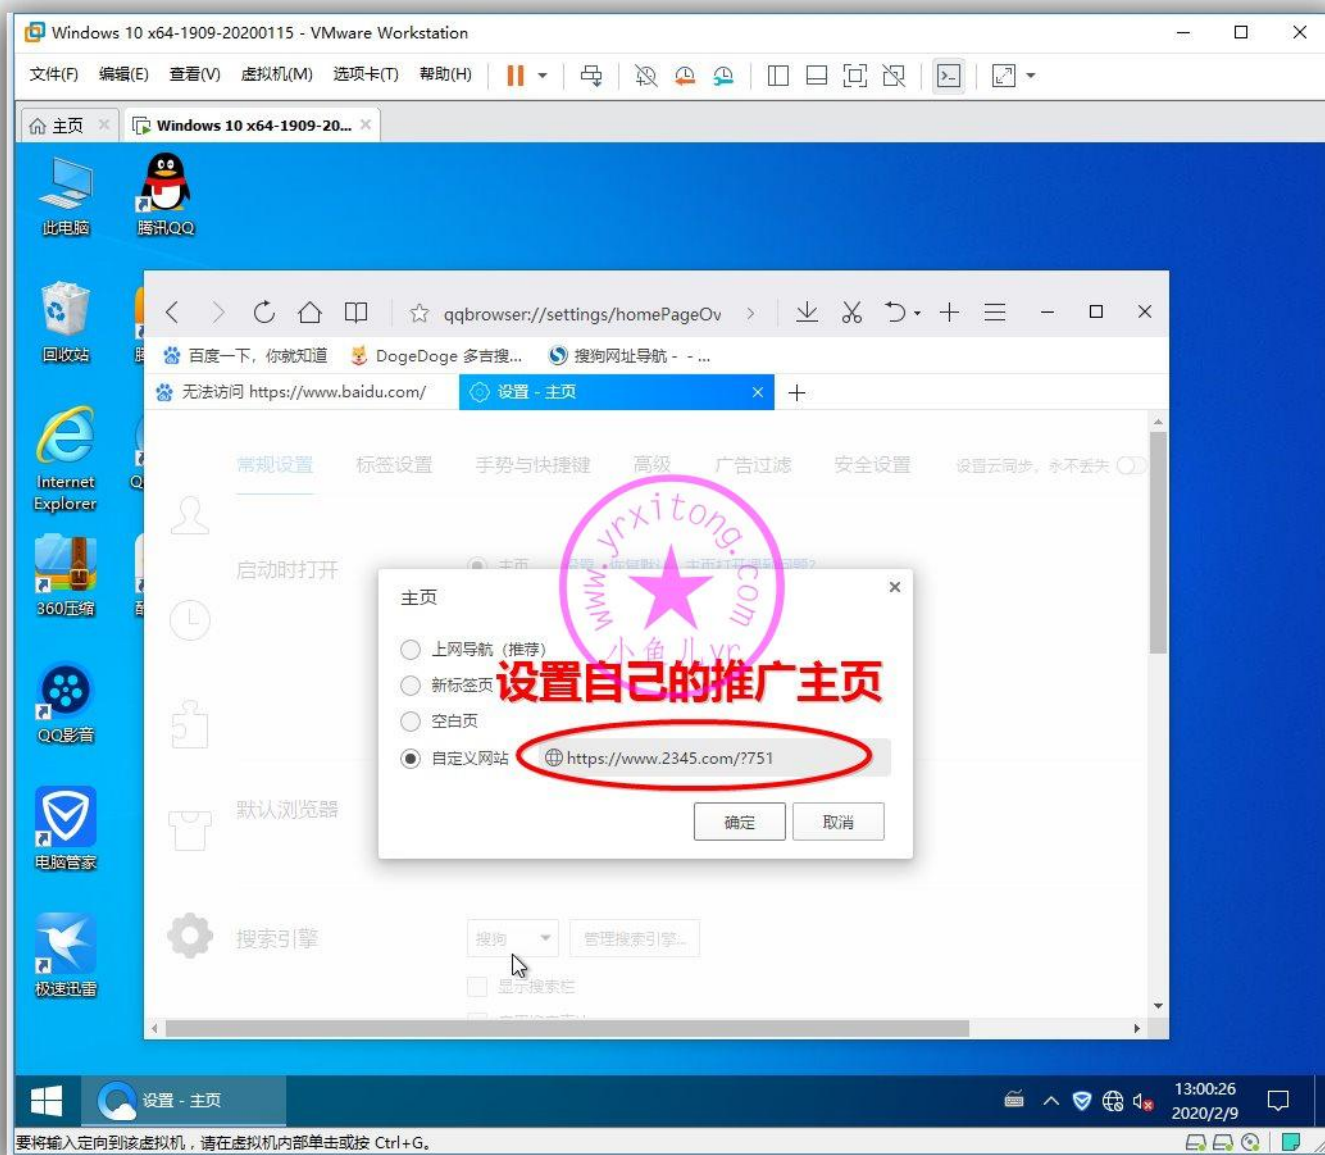 Windows 10 x64-1909-20200115 - VMware Workstation
文件(F) 编辑(E) 查看(V) 虚拟机(M) 选项卡(T) 帮助(H)
主页 Windows 10 x64-1909-20...
此电脑 腾讯QQ
qqbrowser://settings/homePageOv
回收站
百度一下，你就知道 DogeDoge 多吉搜... 搜狗网址导航 - - ...
无法访问 https://www.baidu.com/ 设置 - 主页
常规设置 标签设置 手势与快捷键 高级 广告过滤 安全设置 设置云同步，永不丢失
Internet
Explorer
www.yrxitong.com
小鱼儿yr
启动时打开 主页
360压缩
主页
上网导航（推荐）
新标签页
设置自己的推广主页
空白页
QQ影音
自定义网站 https://www.2345.com/?751
默认浏览器
确定 取消
电脑管家
搜索引擎 搜狗 管理搜索引擎...
显示搜索栏
极速迅雷
设置 - 主页
13:00:26
2020/2/9
要将输入定向到该虚拟机，请在虚拟机内部单击或按 Ctrl+G。